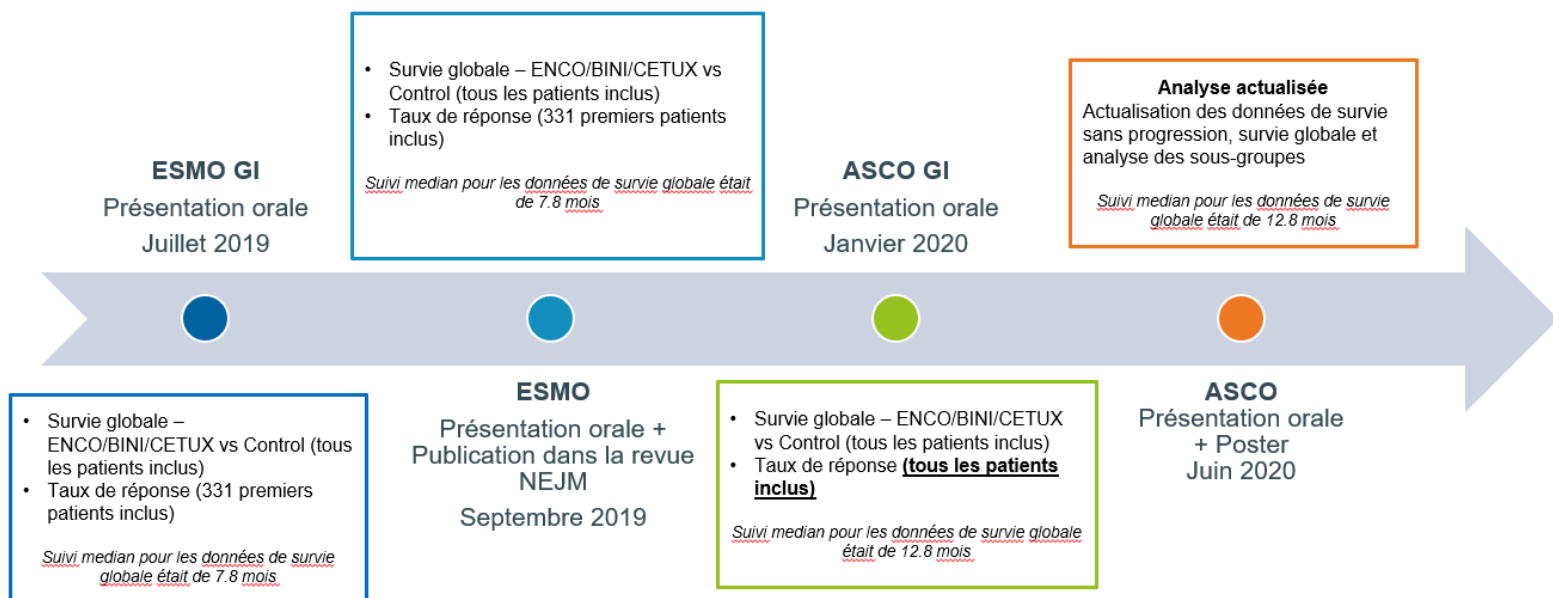 ESMO GI
Présentation orale
Juillet 2019
• Survie globale –
ENCO/BINI/CETUX vs Control (tous
les patients inclus)
• Taux de réponse (331 premiers
patients inclus)
Suivi median pour les données de survie
globale était de 7.8 mois
• Survie globale – ENCO/BINI/CETUX vs
Control (tous les patients inclus)
• Taux de réponse (331 premiers patients
inclus)
Suivi median pour les données de survie globale était
de 7.8 mois
ESMO
Présentation orale +
Publication dans la revue
NEJM
Septembre 2019
ASCO GI
Présentation orale
Janvier 2020
• Survie globale – ENCO/BINI/CETUX
vs Control (tous les patients inclus)
• Taux de réponse (tous les patients
inclus)
Suivi median pour les données de survie globale
était de 12.8 mois
Analyse actualisée
Actualisation des données de survie
sans progression, survie globale et
analyse des sous-groupes
Suivi median pour les données de survie
globale était de 12.8 mois
ASCO
Présentation orale
+ Poster
Juin 2020